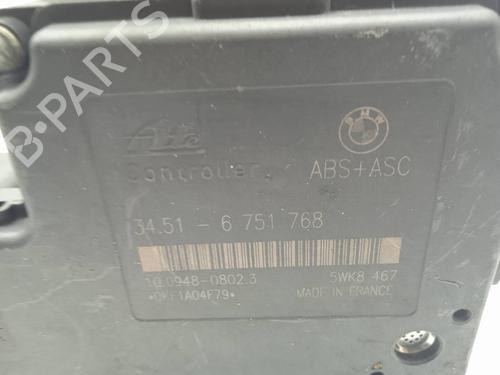 Ate
BMW
Controller
ABS+ASC
34.51 - 6 751 768
10.0948-0802.3
5WK8 467
*0KF1A04F79*
MADE IN FRANCE
B-PARTS